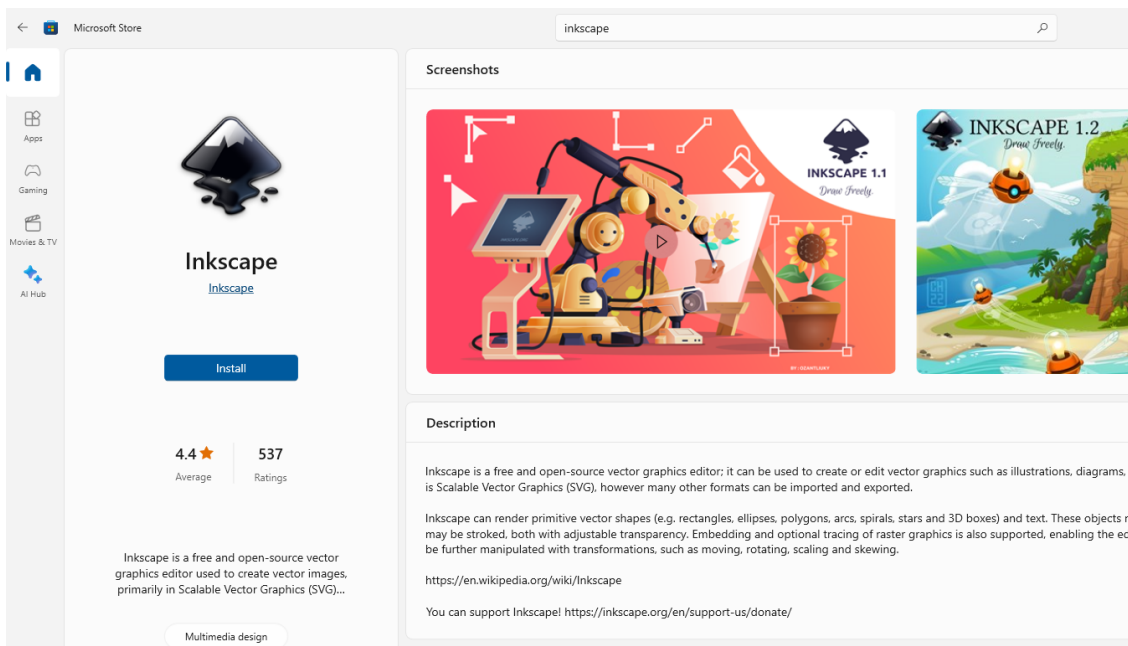 Microsoft Store
inkscape
Apps
Gaming
Movies & TV
AI Hub
Inkscape
Inkscape
Install
4.4
Average
537
Ratings
Inkscape is a free and open-source vector
graphics editor used to create vector images,
primarily in Scalable Vector Graphics (SVG)...
Multimedia design
Screenshots
INKSCAPE 1.1
Draw Freely.
INKSCAPE 1.2
Draw Freely.
Description
Inkscape is a free and open-source vector graphics editor; it can be used to create or edit vector graphics such as illustrations, diagrams,
is Scalable Vector Graphics (SVG), however many other formats can be imported and exported.
Inkscape can render primitive vector shapes (e.g. rectangles, ellipses, polygons, arcs, spirals, stars and 3D boxes) and text. These objects
may be stroked, both with adjustable transparency. Embedding and optional tracing of raster graphics is also supported, enabling the
be further manipulated with transformations, such as moving, rotating, scaling and skewing.
https://en.wikipedia.org/wiki/Inkscape
You can support Inkscape! https://inkscape.org/en/support-us/donate/